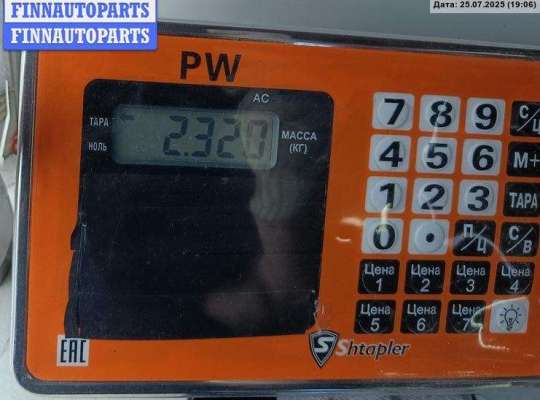 FINNAUTOPARTS
FINNAUTOPARTS
Дата: 25.07.2025 (19:06)
PW
AC
ТАРА
НОЛЬ
2.320
МАССА
(КГ)
7 8 9 С/Ц
4 5 6 М+
1 2 3 ТАРА
0 . П/Ц С/В
Цена 1 Цена 2 Цена 3 Цена 4
Цена 5 Цена 6 Цена 7
EAC
S Shtapler